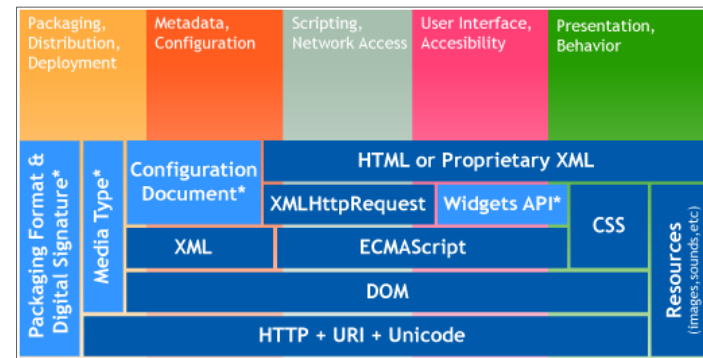 Packaging,
Distribution,
Deployment
Metadata,
Configuration
Scripting,
Network Access
User Interface,
Accesibility
Presentation,
Behavior
Packaging Format &
Digital Signature*
Media Type*
Configuration
Document*
HTML or Proprietary XML
XMLHttpRequest
Widgets API*
CSS
Resources
(images,sounds,etc)
XML
ECMAScript
DOM
HTTP + URI + Unicode